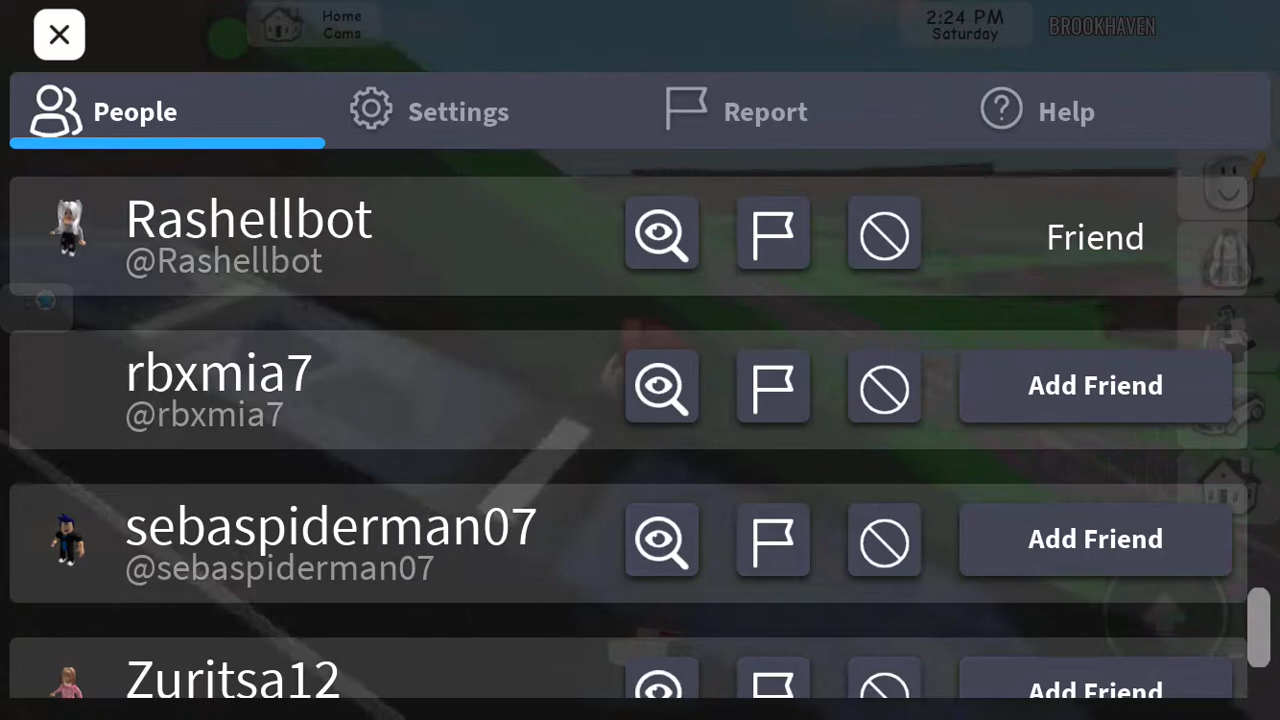 Home
Cams
2:24 PM
Saturday
BROOKHAVEN
People
Settings
Report
Help
Rashellbot
@Rashellbot
Friend
rbxmia7
@rbxmia7
Add Friend
sebaspiderman07
@sebaspiderman07
Add Friend
Zuritsa12
Add Friend